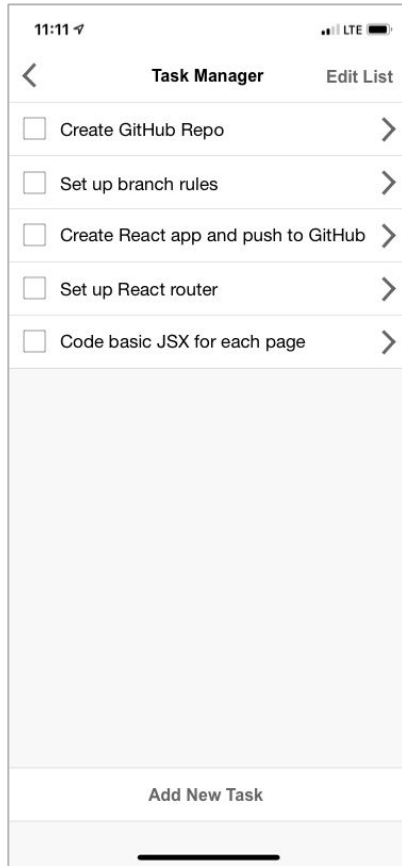 11:11
LTE
Task Manager
Edit List
Create GitHub Repo
Set up branch rules
Create React app and push to GitHub
Set up React router
Code basic JSX for each page
Add New Task